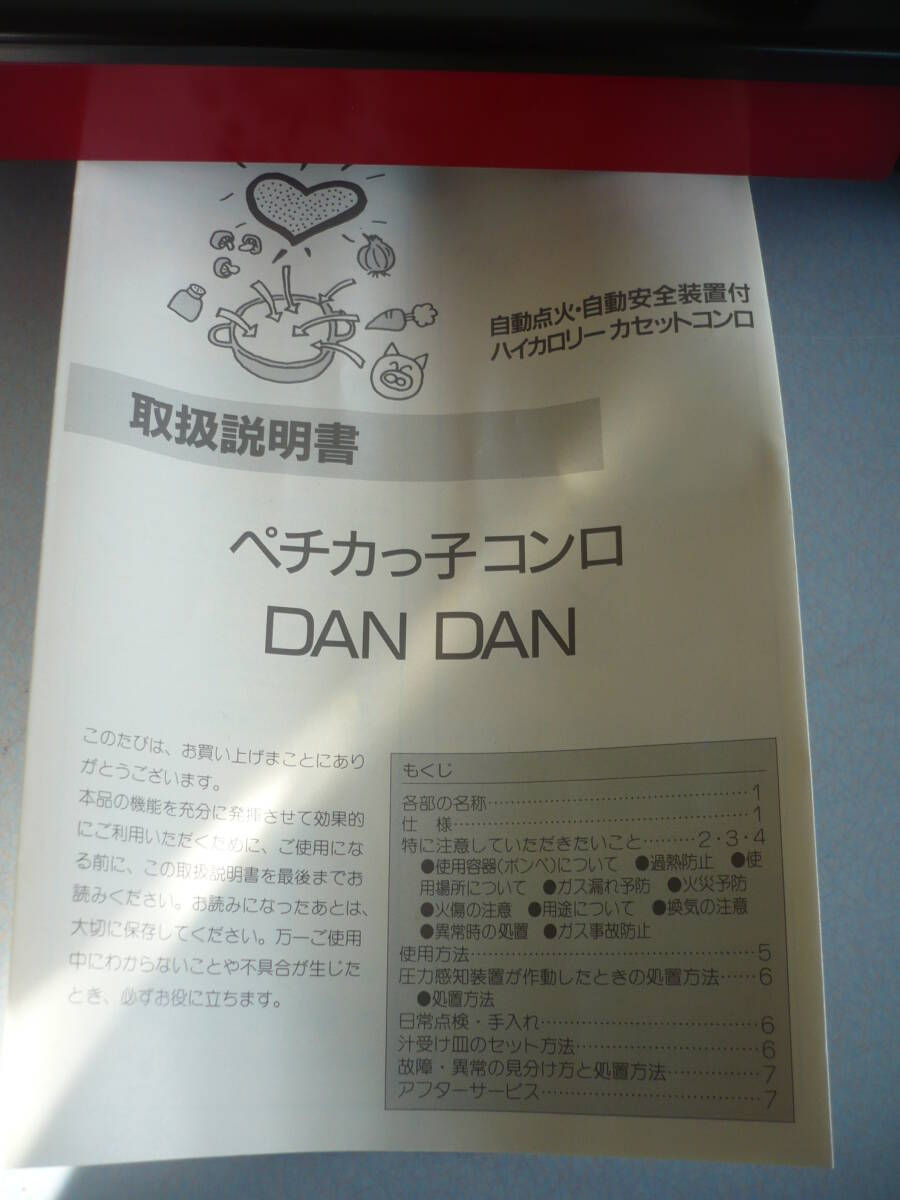 自動点火・自動安全装置付
ハイカロリー カセットコンロ
取扱説明書
ペチカっ子コンロ
DAN DAN
このたびは、お買い上げまことにあり
がとうございます。
本品の機能を充分に発揮させて効果的
にご利用いただくために、ご使用にな
る前に、この取扱説明書を最後までお
読みください。お読みになったあとは、
大切に保存してください。万一ご使用
中にわからないことや不具合が生じた
とき、必ずお役に立ちます。
もくじ
各部の名称……………………………1
仕　様…………………………………1
特に注意していただきたいこと………2・3・4
●使用容器(ボンベ)について ●過熱防止 ●使
用場所について ●ガス漏れ予防 ●火災予防
●火傷の注意 ●用途について ●換気の注意
●異常時の処置 ●ガス事故防止
使用方法………………………………5
圧力感知装置が作動したときの処置方法……6
●処置方法
日常点検・手入れ……………………………6
汁受け皿のセット方法………………………6
故障・異常の見分け方と処置方法……………7
アフターサービス……………………………7